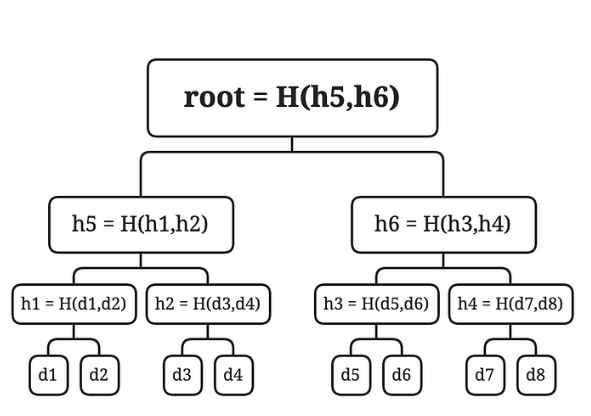 root = H(h5,h6)
h5 = H(h1,h2)
h6 = H(h3,h4)
h1 = H(d1,d2)
h2 = H(d3,d4)
h3 = H(d5,d6)
h4 = H(d7,d8)
d1
d2
d3
d4
d5
d6
d7
d8